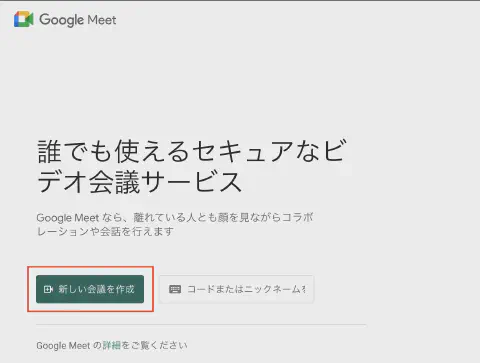 Google Meet
誰でも使えるセキュアなビ
デオ会議サービス
Google Meet なら、離れている人とも顔を見ながらコラボ
レーションや会話を行えます
新しい会議を作成
コードまたはニックネームを
Google Meet の詳細をご覧ください